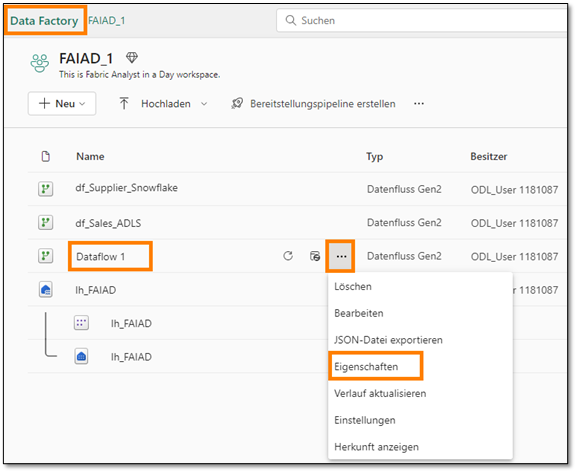 Data Factory FAIAD_1 Suchen
FAIAD_1
This is Fabric Analyst in a Day workspace.
+ Neu Hochladen Bereitstellungspipeline erstellen ...
Name Typ Besitzer
df_Supplier_Snowflake Datenfluss Gen2 ODL_User 1181087
df_Sales_ADLS Datenfluss Gen2 ODL_User 1181087
Dataflow 1 ... Datenfluss Gen2 ODL_User 1181087
lh_FAIAD ODL_User 1181087
Löschen
lh_FAIAD
Bearbeiten
lh_FAIAD
JSON-Datei exportieren
Eigenschaften
Verlauf aktualisieren
Einstellungen
Herkunft anzeigen